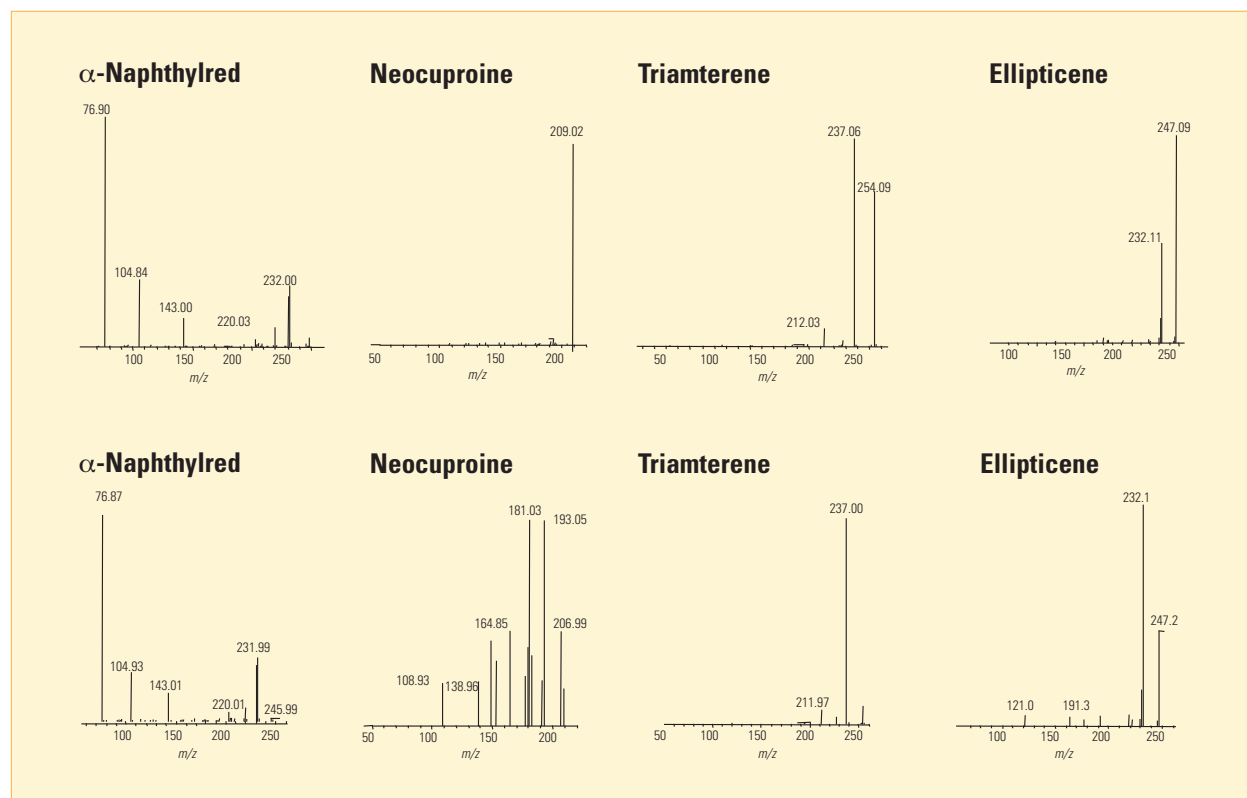 α-Naphthylred
76.90
104.84
143.00
220.03
232.00
100 150 200 250
m/z
Neocuproine
209.02
50 100 150 200
m/z
Triamterene
237.06
254.09
212.03
50 100 150 200 250
m/z
Ellipticene
247.09
232.11
100 150 200 250
m/z
α-Naphthylred
76.87
104.93
143.01
220.01
231.99
245.99
100 150 200 250
m/z
Neocuproine
181.03
193.05
164.85
206.99
108.93
138.96
50 100 150 200
m/z
Triamterene
237.00
211.97
50 100 150 200 250
m/z
Ellipticene
232.1
247.2
121.0
191.3
100 150 200 250
m/z